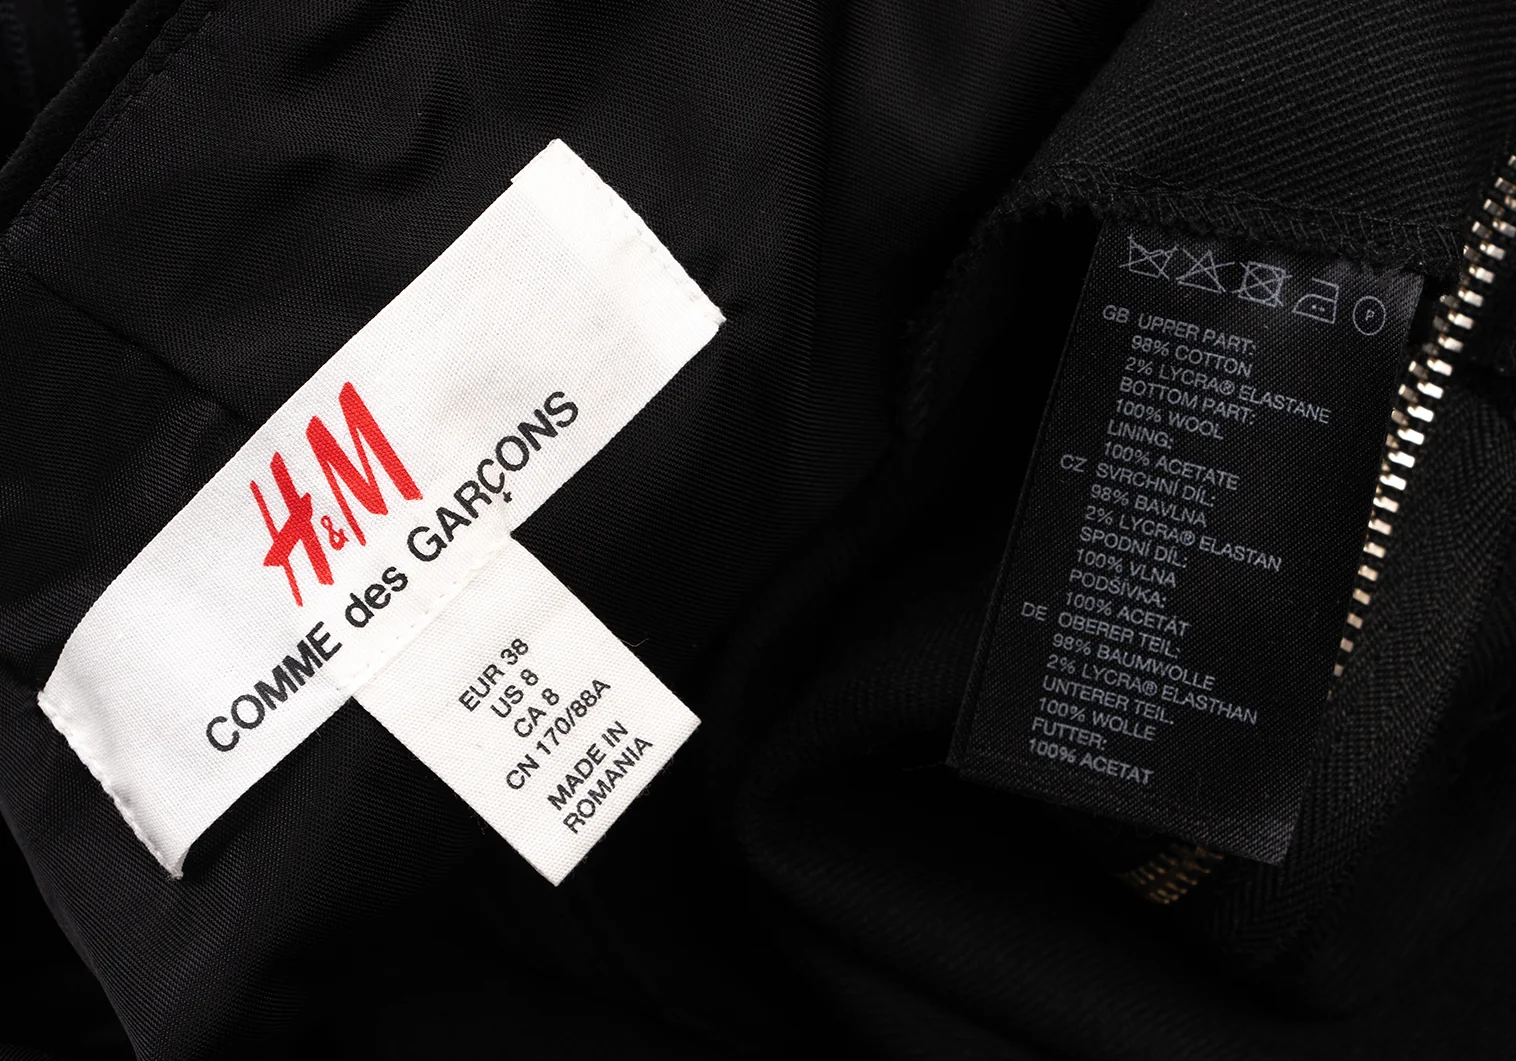 H&M
COMME des GARÇONS
EUR 38
US 8
CA 8
CN 170/88A
MADE IN
ROMANIA
P
GB UPPER PART:
98% COTTON
2% LYCRA® ELASTANE
BOTTOM PART:
100% WOOL
LINING:
100% ACETATE
CZ SVRCHNÍ DÍL:
98% BAVLNA
2% LYCRA® ELASTAN
SPODNÍ DÍL:
100% VLNA
PODŠÍVKA:
100% ACETÁT
DE OBERER TEIL:
98% BAUMWOLLE
2% LYCRA® ELASTHAN
UNTERER TEIL:
100% WOLLE
FUTTER:
100% ACETAT